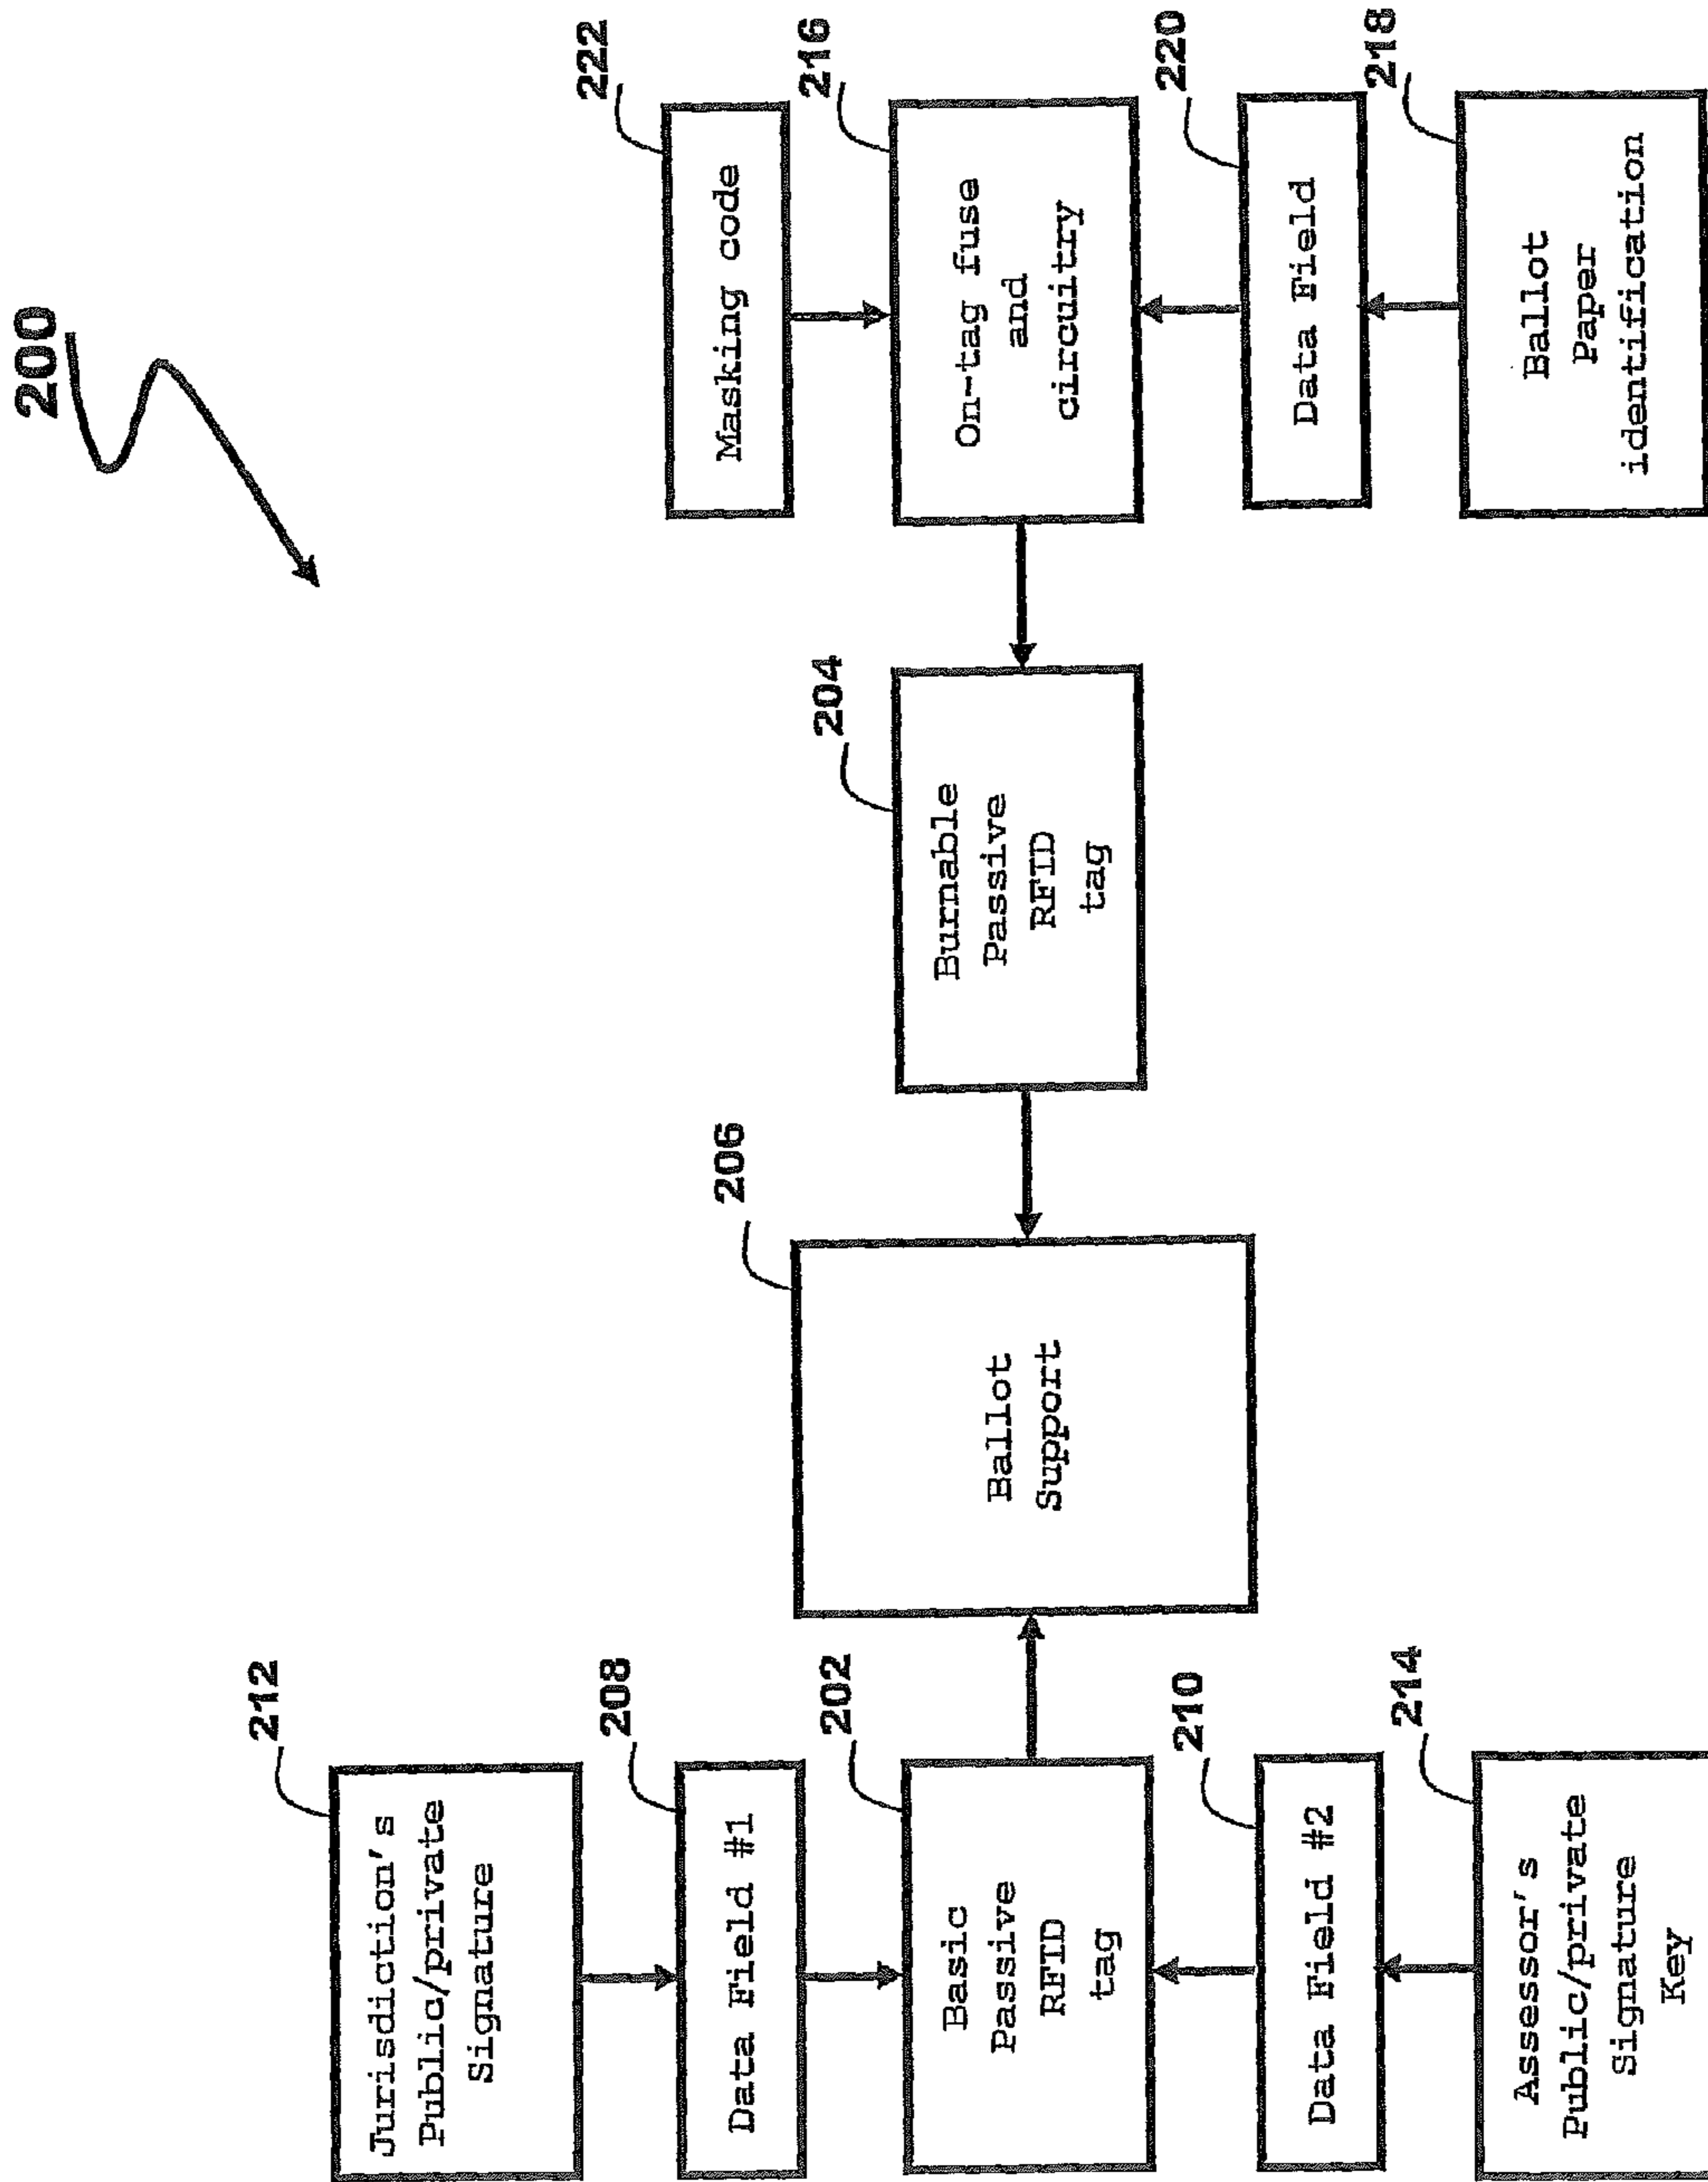 200
212
Jurisdiction's
Public/private
Signature
208
Data Field #1
202
Basic
Passive
RFID
tag
210
Data Field #2
214
Assessor's
Public/private
Signature
Key
206
Ballot
Support
204
Burnable
Passive
RFID
tag
222
Masking code
216
On-tag fuse
and
circuitry
220
Data Field
218
Ballot
Paper
identification